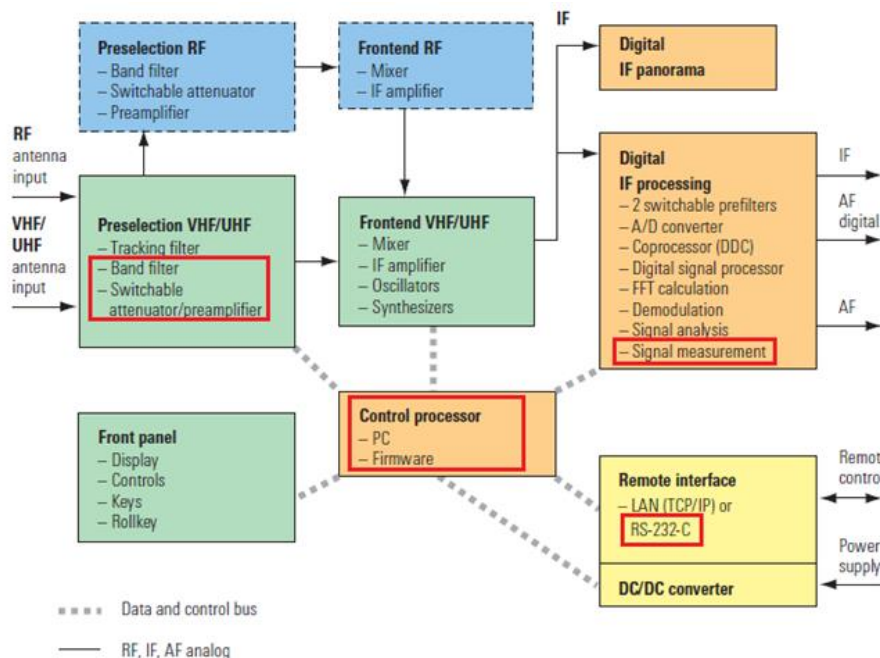 IF
Preselection RF
– Band filter
– Switchable attenuator
– Preamplifier
Frontend RF
– Mixer
– IF amplifier
Digital
IF panorama
RF
antenna
input
VHF/
UHF
antenna
input
Preselection VHF/UHF
– Tracking filter
– Band filter
– Switchable
attenuator/preamplifier
Frontend VHF/UHF
– Mixer
– IF amplifier
– Oscillators
– Synthesizers
Digital
IF processing
– 2 switchable prefilters
– A/D converter
– Coprocessor (DDC)
– Digital signal processor
– FFT calculation
– Demodulation
– Signal analysis
– Signal measurement
IF
AF
digital
AF
Front panel
– Display
– Controls
– Keys
– Rollkey
Control processor
– PC
– Firmware
Remote interface
– LAN (TCP/IP) or
RS-232-C
DC/DC converter
Remote
control
Power
supply
Data and control bus
RF, IF, AF analog